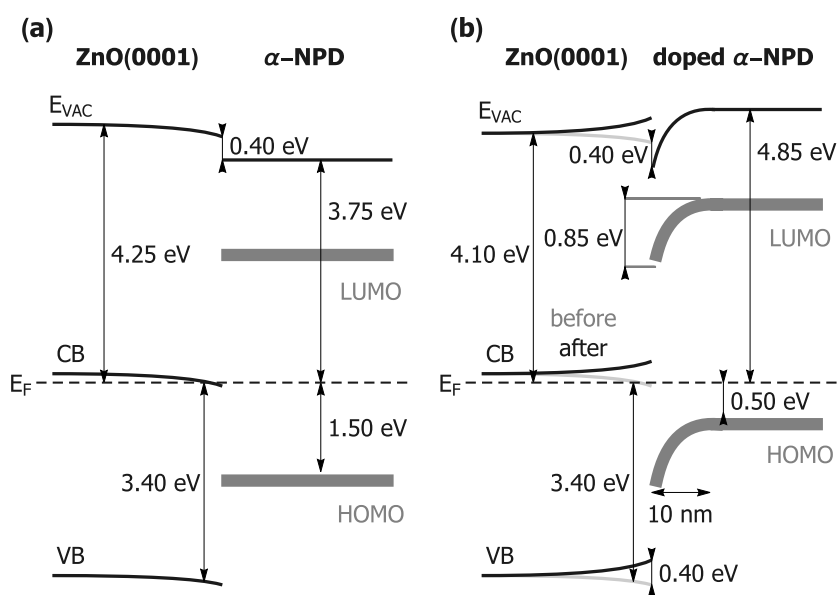 (a)
ZnO(0001) α–NPD
E_VAC
0.40 eV
3.75 eV
4.25 eV
LUMO
CB
E_F
1.50 eV
3.40 eV
HOMO
VB
(b)
ZnO(0001) doped α–NPD
E_VAC
0.40 eV
4.85 eV
0.85 eV
LUMO
4.10 eV
before
after
CB
E_F
0.50 eV
HOMO
3.40 eV
10 nm
VB
0.40 eV